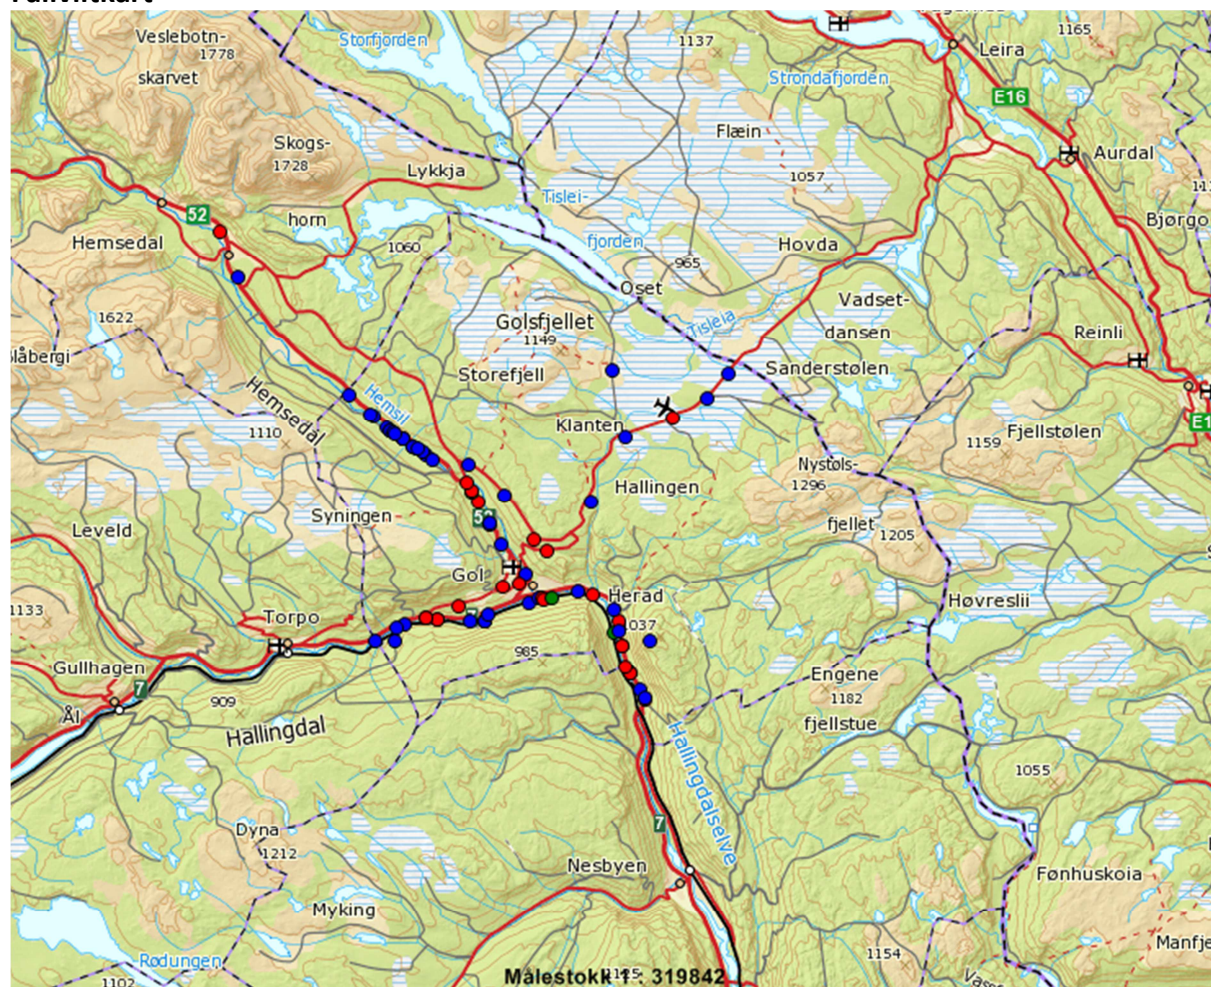 Veslebotn-
1778
skarvet
Storfjorden
1137
Leira
1165
Strondafjorden
E16
Flæin
Skogs-
1728
Lykkja
1057
Aurdal
Tislei-
52
horn
fjorden
Bjørgo
Hemsedal
1060
Hovda
965
Oset
Vadset-
1622
Golsfjellet
1149
Tisleia
dansen
Reinli
Storefjell
Sanderstølen
Hemsedal
Hemsil
1110
Klanten
1159
Fjellstølen
Nystøls-
1296
Hallingen
Leveld
Syningen
fjellet
1205
Gol
Herad
1133
Torpo
7
Høvreslii
Gullhagen
985
Engene
1182
7
909
Ål
Hallingdal
fjellstue
Hallingdalselve
1055
Dyna
1212
7
Nesbyen
Fønhuskoia
Myking
1154
Manfje
Rødungen
1102
Målestokk 1 : 319842